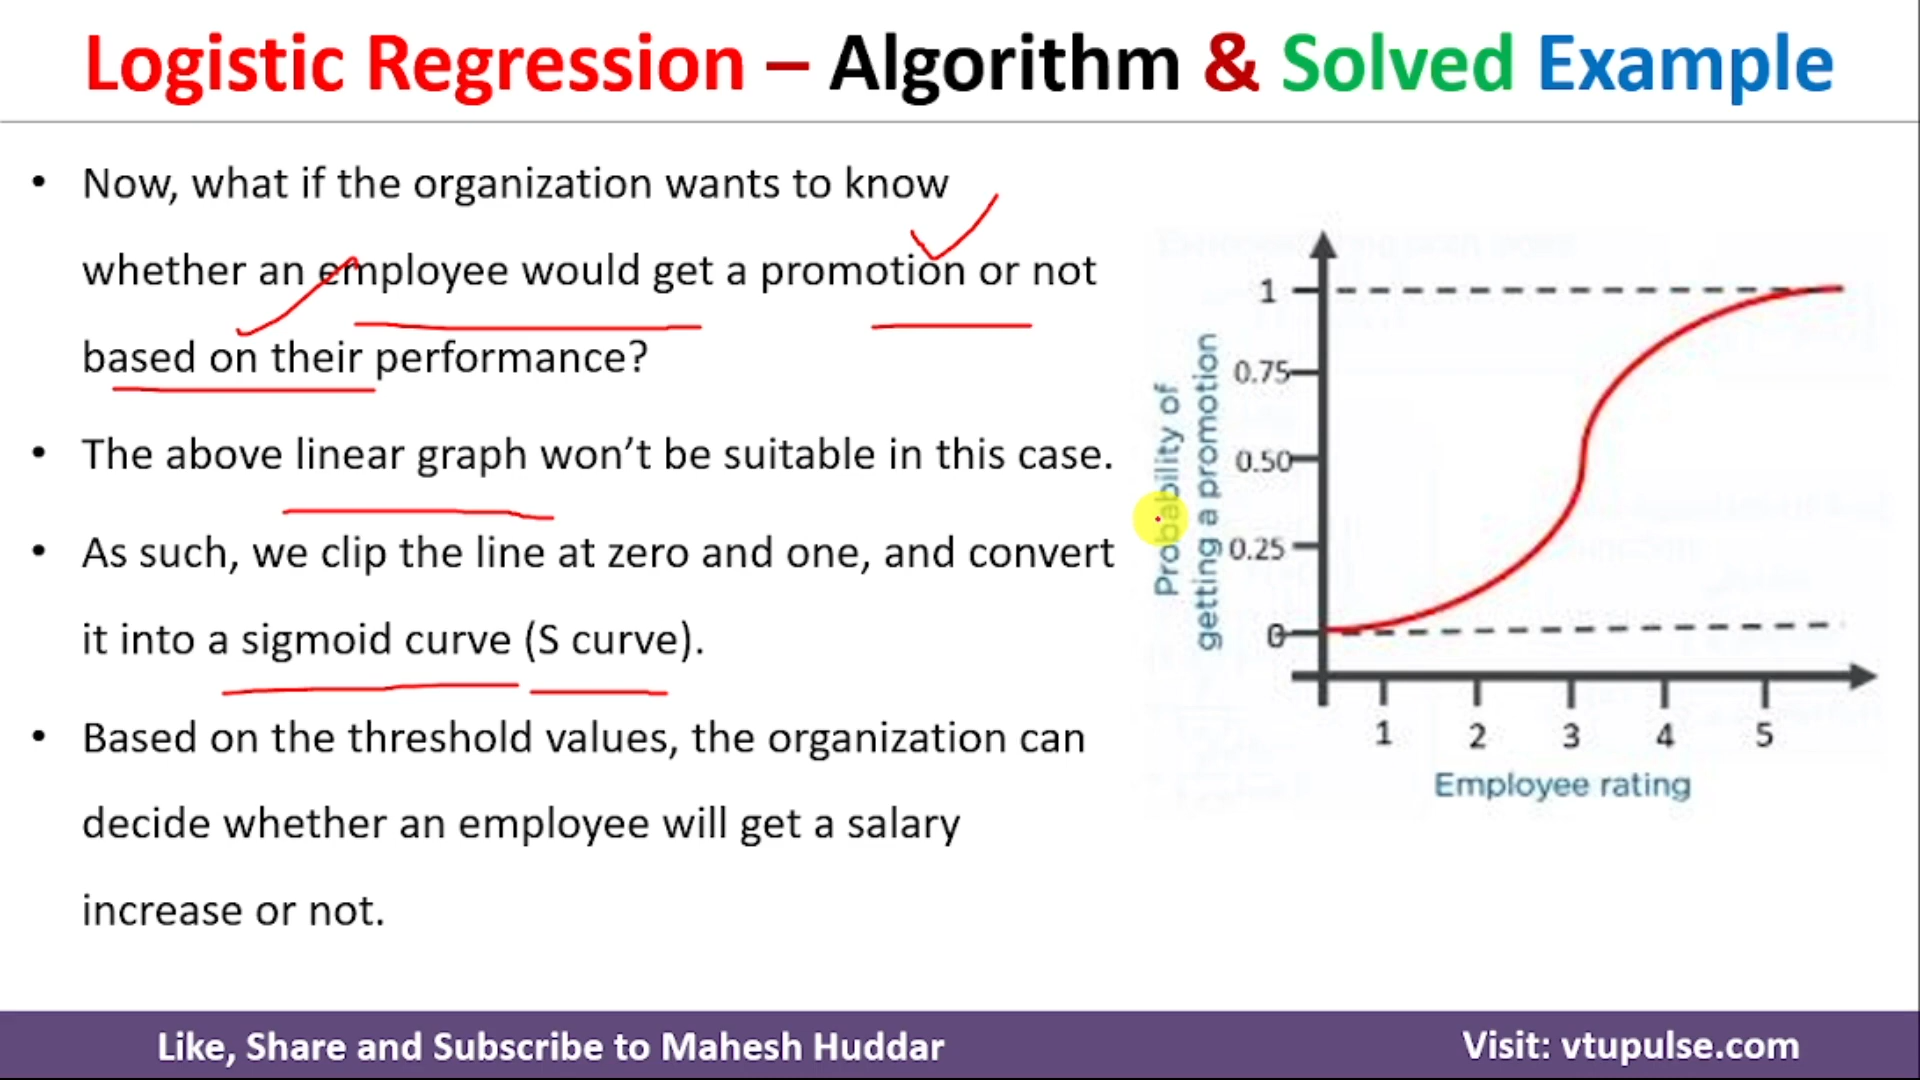 Logistic Regression – Algorithm & Solved Example
• Now, what if the organization wants to know
whether an employee would get a promotion or not
based on their performance?
• The above linear graph won’t be suitable in this case.
• As such, we clip the line at zero and one, and convert
it into a sigmoid curve (S curve).
• Based on the threshold values, the organization can
decide whether an employee will get a salary
increase or not.
Probability of
getting a promotion
1
0.75
0.50
0.25
0
1 2 3 4 5
Employee rating
Like, Share and Subscribe to Mahesh Huddar
Visit: vtupulse.com